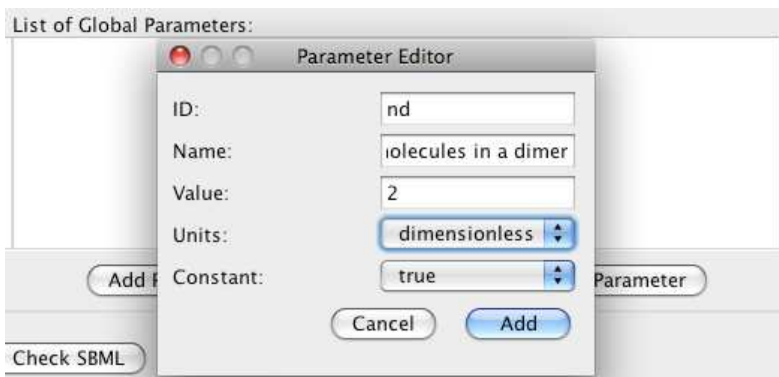 List of Global Parameters:
Parameter Editor
ID: nd
Name: olecules in a dimer
Value: 2
Units: dimensionless
Constant: true
Add Parameter
Cancel Add
Check SBML